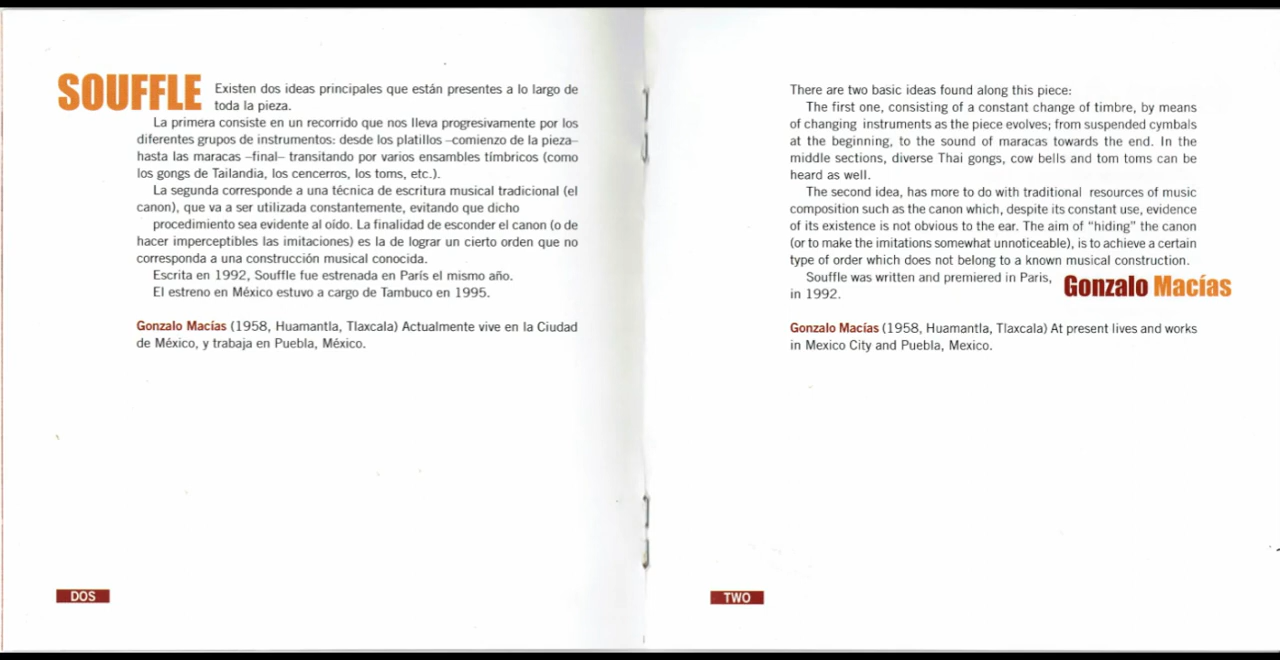 SOUFFLE Existen dos ideas principales que están presentes a lo largo de
toda la pieza.
La primera consiste en un recorrido que nos lleva progresivamente por los
diferentes grupos de instrumentos: desde los platillos –comienzo de la pieza–
hasta las maracas –final– transitando por varios ensambles tímbricos (como
los gongs de Tailandia, los cencerros, los toms, etc.).
La segunda corresponde a una técnica de escritura musical tradicional (el
canon), que va a ser utilizada constantemente, evitando que dicho
procedimiento sea evidente al oído. La finalidad de esconder el canon (o de
hacer imperceptibles las imitaciones) es la de lograr un cierto orden que no
corresponda a una construcción musical conocida.
Escrita en 1992, Souffle fue estrenada en París el mismo año.
El estreno en México estuvo a cargo de Tambuco en 1995.
Gonzalo Macías (1958, Huamantla, Tlaxcala) Actualmente vive en la Ciudad
de México, y trabaja en Puebla, México.
DOS
There are two basic ideas found along this piece:
The first one, consisting of a constant change of timbre, by means
of changing instruments as the piece evolves; from suspended cymbals
at the beginning, to the sound of maracas towards the end. In the
middle sections, diverse Thai gongs, cow bells and tom toms can be
heard as well.
The second idea, has more to do with traditional resources of music
composition such as the canon which, despite its constant use, evidence
of its existence is not obvious to the ear. The aim of "hiding" the canon
(or to make the imitations somewhat unnoticeable), is to achieve a certain
type of order which does not belong to a known musical construction.
Souffle was written and premiered in Paris,
in 1992.
Gonzalo Macías
Gonzalo Macías (1958, Huamantla, Tlaxcala) At present lives and works
in Mexico City and Puebla, Mexico.
TWO